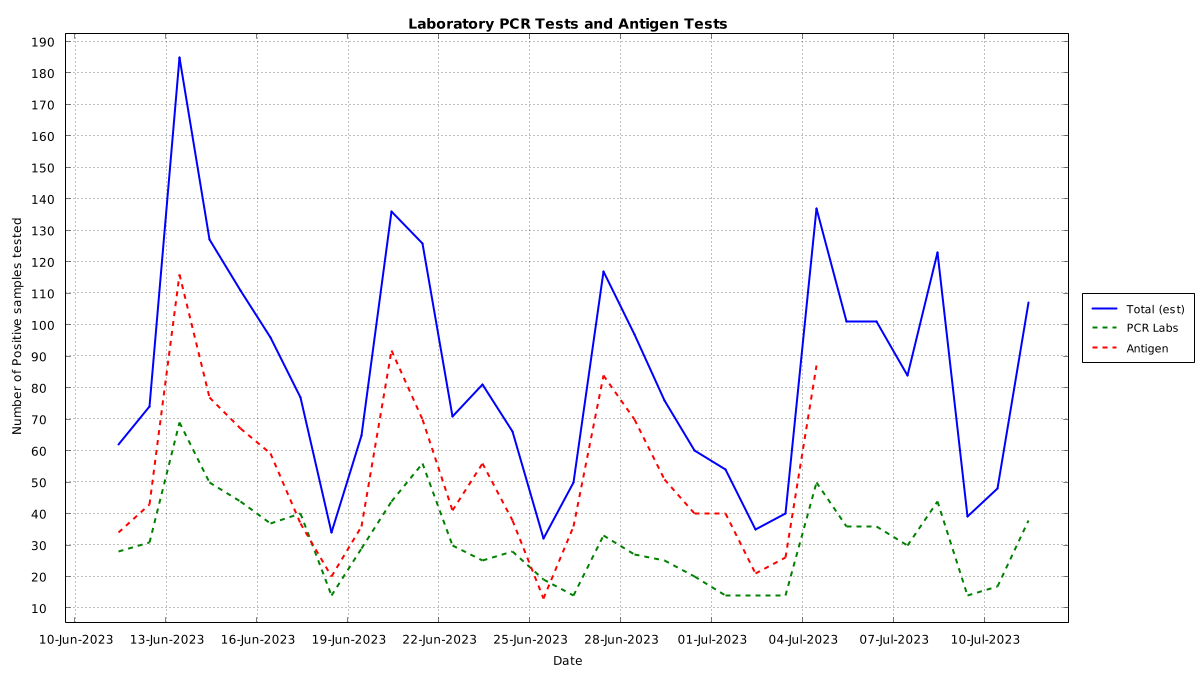 Laboratory PCR Tests and Antigen Tests
190
180
170
160
150
140
130
120
110
100
90
80
70
60
50
40
30
20
10
Number of Positive samples tested
10-Jun-2023 13-Jun-2023 16-Jun-2023 19-Jun-2023 22-Jun-2023 25-Jun-2023 28-Jun-2023 01-Jul-2023 04-Jul-2023 07-Jul-2023 10-Jul-2023
Date
Total (est)
PCR Labs
Antigen